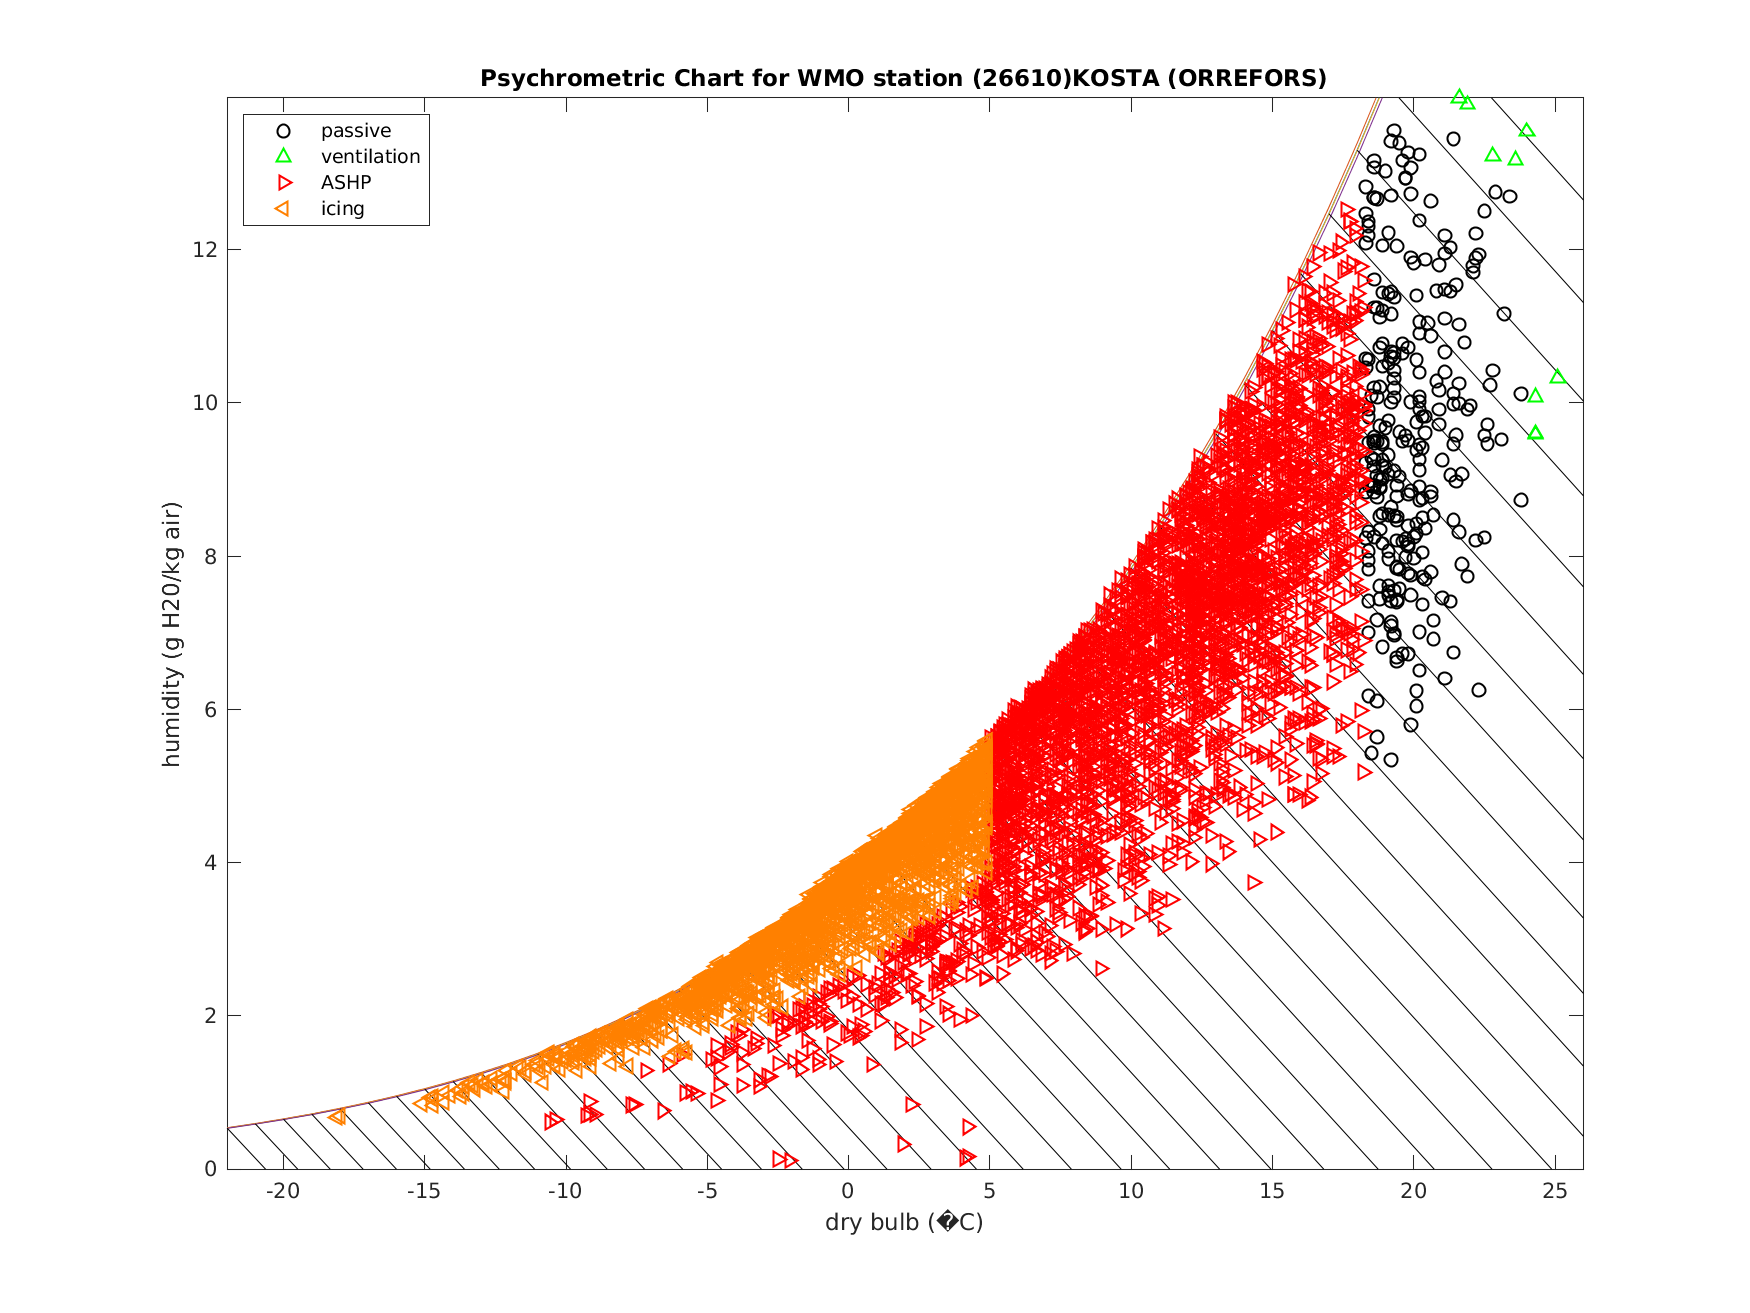 Psychrometric Chart for WMO station (26610)KOSTA (ORREFORS)
passive
ventilation
ASHP
icing
humidity (g H20/kg air)
12
10
8
6
4
2
0
-20 -15 -10 -5 0 5 10 15 20 25
dry bulb (�C)